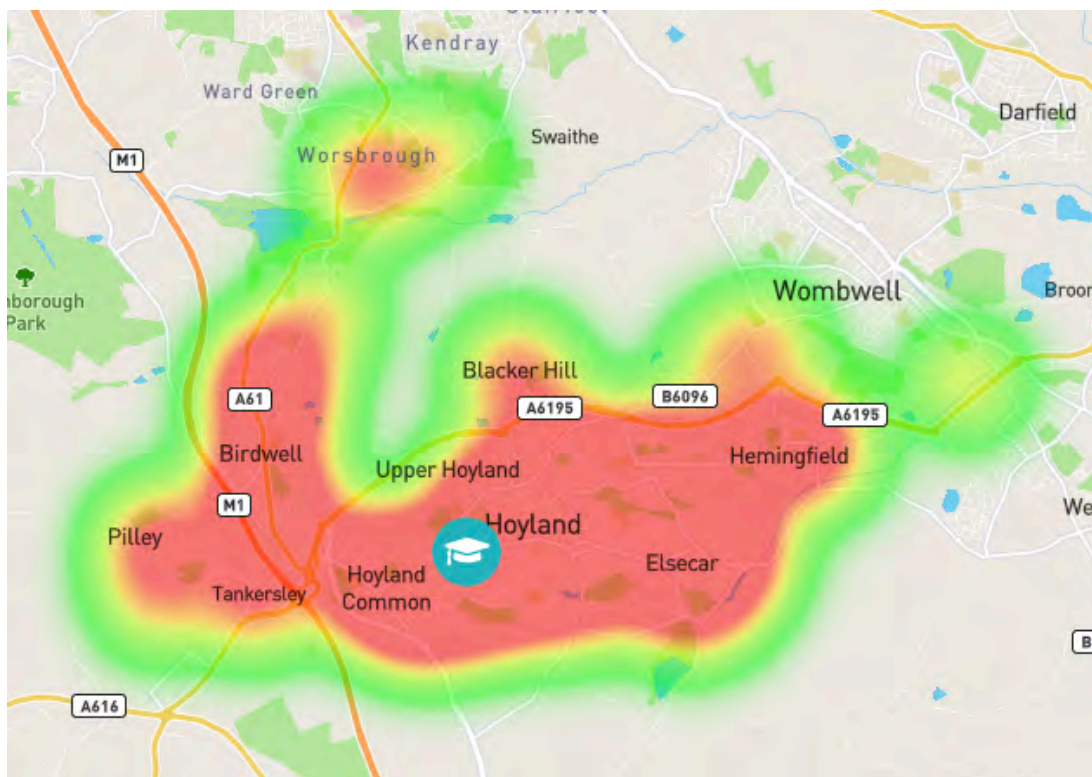 Kendray
Ward Green
Darfield
M1
Worsbrough
Swaithe
Park
Wombwell
Blacker Hill
A61
A6195
B6096
A6195
Birdwell
Upper Hoyland
Hemingfield
M1
Pilley
Hoyland
Elsecar
Tankersley
Hoyland
Common
A616